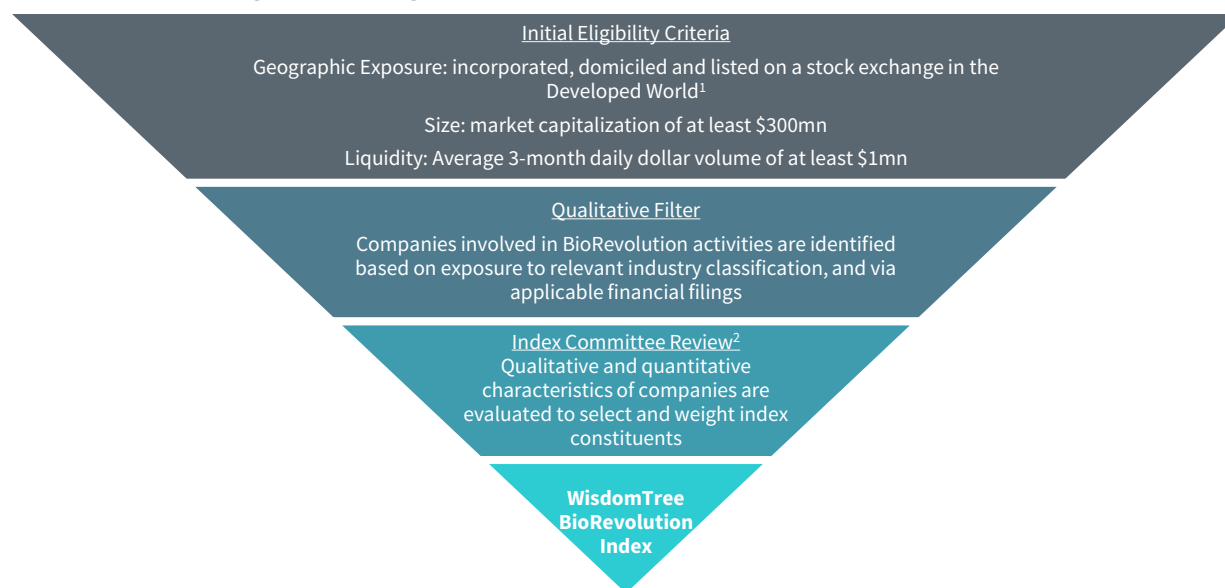 Initial Eligibility Criteria
Geographic Exposure: incorporated, domiciled and listed on a stock exchange in the
Developed World¹
Size: market capitalization of at least $300mn
Liquidity: Average 3-month daily dollar volume of at least $1mn
Qualitative Filter
Companies involved in BioRevolution activities are identified
based on exposure to relevant industry classification, and via
applicable financial filings
Index Committee Review²
Qualitative and quantitative
characteristics of companies are
evaluated to select and weight index
constituents
WisdomTree
BioRevolution
Index